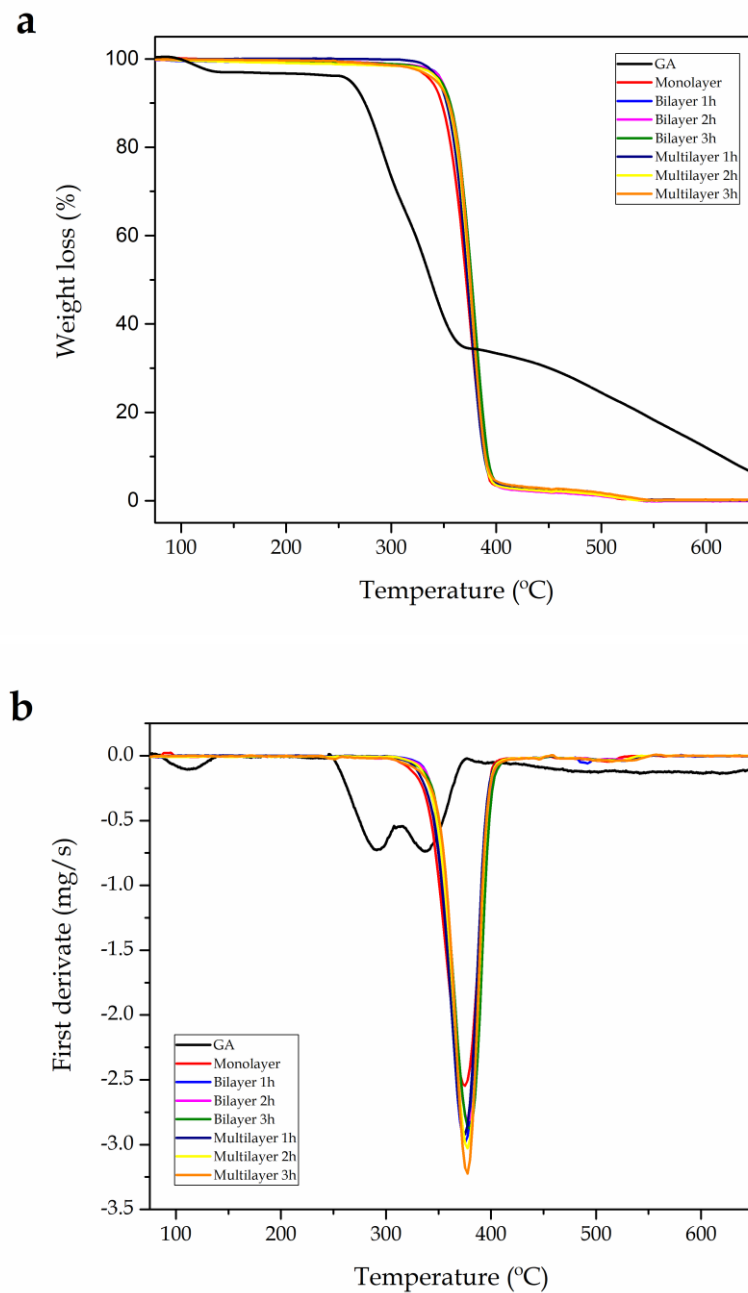 a
100
80
60
40
20
0
Weight loss (%)
GA
Monolayer
Bilayer 1h
Bilayer 2h
Bilayer 3h
Multilayer 1h
Multilayer 2h
Multilayer 3h
100 200 300 400 500 600
Temperature (ºC)
b
0.0
-0.5
-1.0
-1.5
-2.0
-2.5
-3.0
-3.5
First derivate (mg/s)
GA
Monolayer
Bilayer 1h
Bilayer 2h
Bilayer 3h
Multilayer 1h
Multilayer 2h
Multilayer 3h
100 200 300 400 500 600
Temperature (ºC)